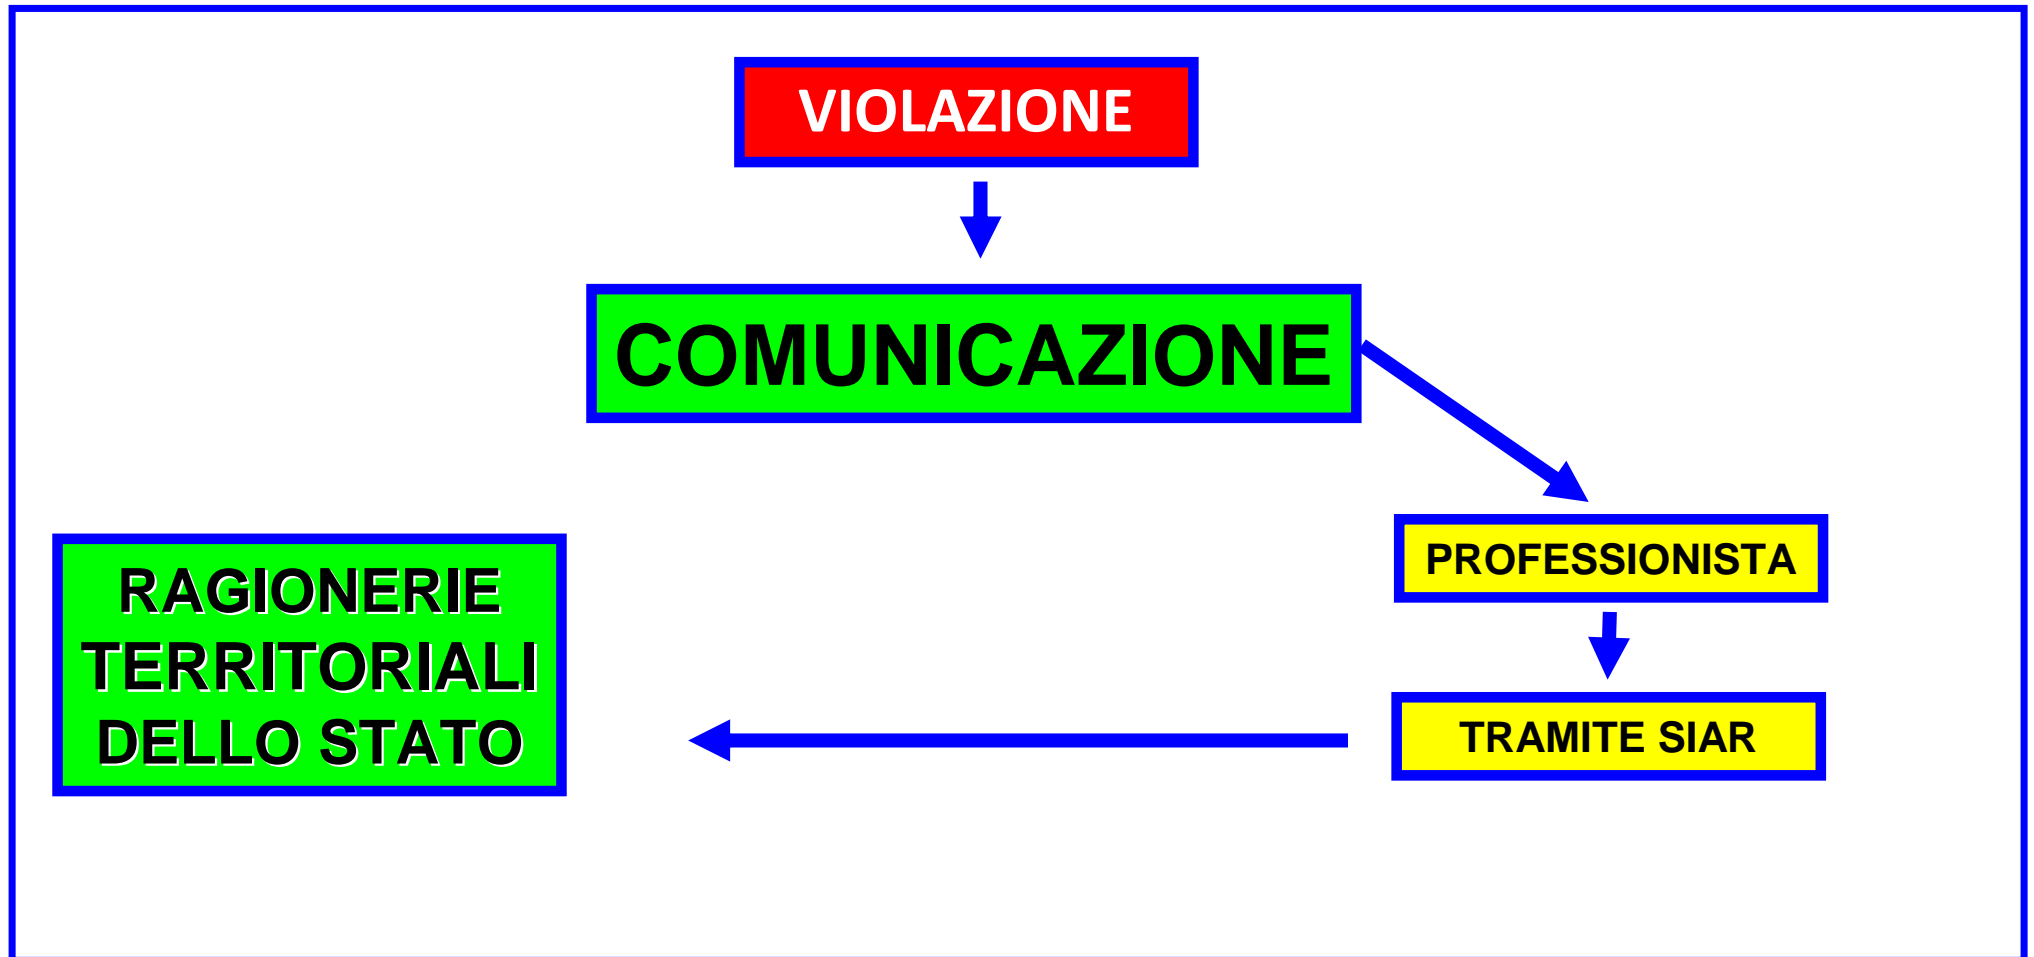 VIOLAZIONE
COMUNICAZIONE
PROFESSIONISTA
TRAMITE SIAR
RAGIONERIE
TERRITORIALI
DELLO STATO